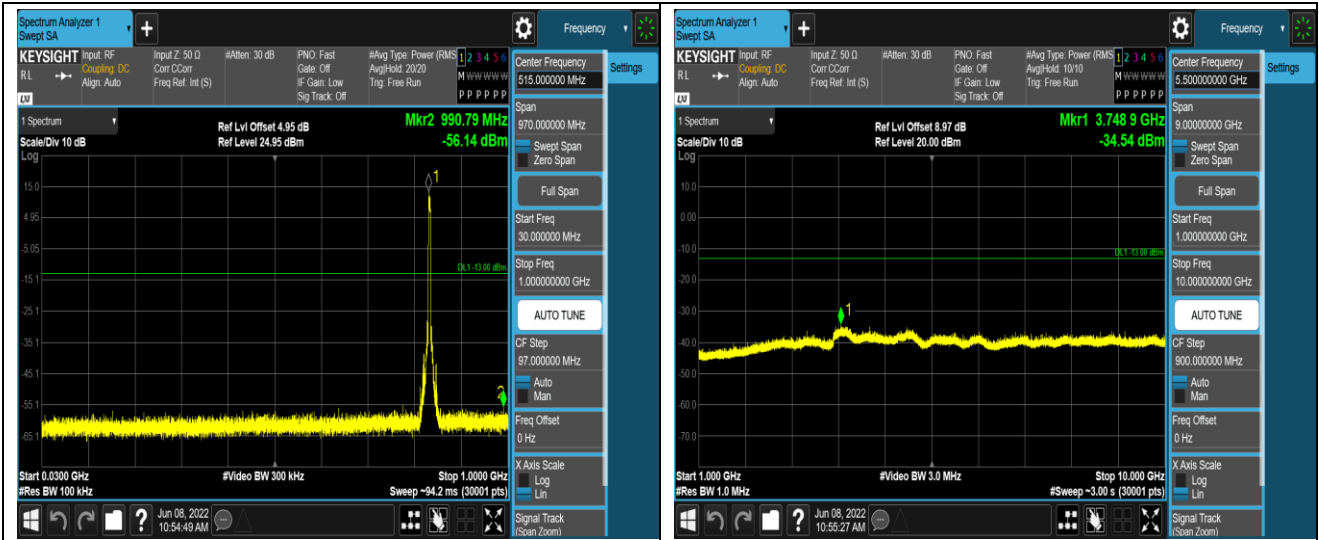 Spectrum Analyzer 1
Swept SA
+
Frequency
KEYSIGHT
RL
LXI
Input: RF
Coupling: DC
Align: Auto
Input Z: 50 Ω
Corr CCorr
Freq Ref: Int (S)
#Atten: 30 dB
PNO: Fast
Gate: Off
IF Gain: Low
Sig Track: Off
#Avg Type: Power (RMS
Avg|Hold: 20/20
Trig: Free Run
1 2 3 4 5 6
M W W W W W
P P P P P P
1 Spectrum
Scale/Div 10 dB
Ref Lvl Offset 4.95 dB
Ref Level 24.95 dBm
Mkr2 990.79 MHz
-56.14 dBm
Log
15.0
4.95
-5.05
-15.1
-25.1
-35.1
-45.1
-55.1
-65.1
1
DL1 -13.00 dBm
2
Start 0.0300 GHz
#Res BW 100 kHz
#Video BW 300 kHz
Stop 1.0000 GHz
Sweep ~94.2 ms (30001 pts)
Center Frequency
515.000000 MHz
Span
970.000000 MHz
Swept Span
Zero Span
Full Span
Start Freq
30.000000 MHz
Stop Freq
1.000000000 GHz
AUTO TUNE
CF Step
97.000000 MHz
Auto
Man
Freq Offset
0 Hz
X Axis Scale
Log
Lin
Signal Track
(Span Zoom)
Settings
?
Jun 08, 2022
10:54:49 AM
Spectrum Analyzer 1
Swept SA
+
Frequency
KEYSIGHT
RL
LXI
Input: RF
Coupling: DC
Align: Auto
Input Z: 50 Ω
Corr CCorr
Freq Ref: Int (S)
#Atten: 30 dB
PNO: Fast
Gate: Off
IF Gain: Low
Sig Track: Off
#Avg Type: Power (RMS
Avg|Hold: 10/10
Trig: Free Run
1 2 3 4 5 6
M W W W W W
P P P P P P
1 Spectrum
Scale/Div 10 dB
Ref Lvl Offset 8.97 dB
Ref Level 20.00 dBm
Mkr1 3.748 9 GHz
-34.54 dBm
Log
10.0
0.00
-10.0
-20.0
-30.0
-40.0
-50.0
-60.0
-70.0
DL1 -13.00 dBm
1
Start 1.000 GHz
#Res BW 1.0 MHz
#Video BW 3.0 MHz
Stop 10.000 GHz
#Sweep ~3.00 s (30001 pts)
Center Frequency
5.500000000 GHz
Span
9.00000000 GHz
Swept Span
Zero Span
Full Span
Start Freq
1.000000000 GHz
Stop Freq
10.000000000 GHz
AUTO TUNE
CF Step
900.000000 MHz
Auto
Man
Freq Offset
0 Hz
X Axis Scale
Log
Lin
Signal Track
(Span Zoom)
Settings
?
Jun 08, 2022
10:55:27 AM